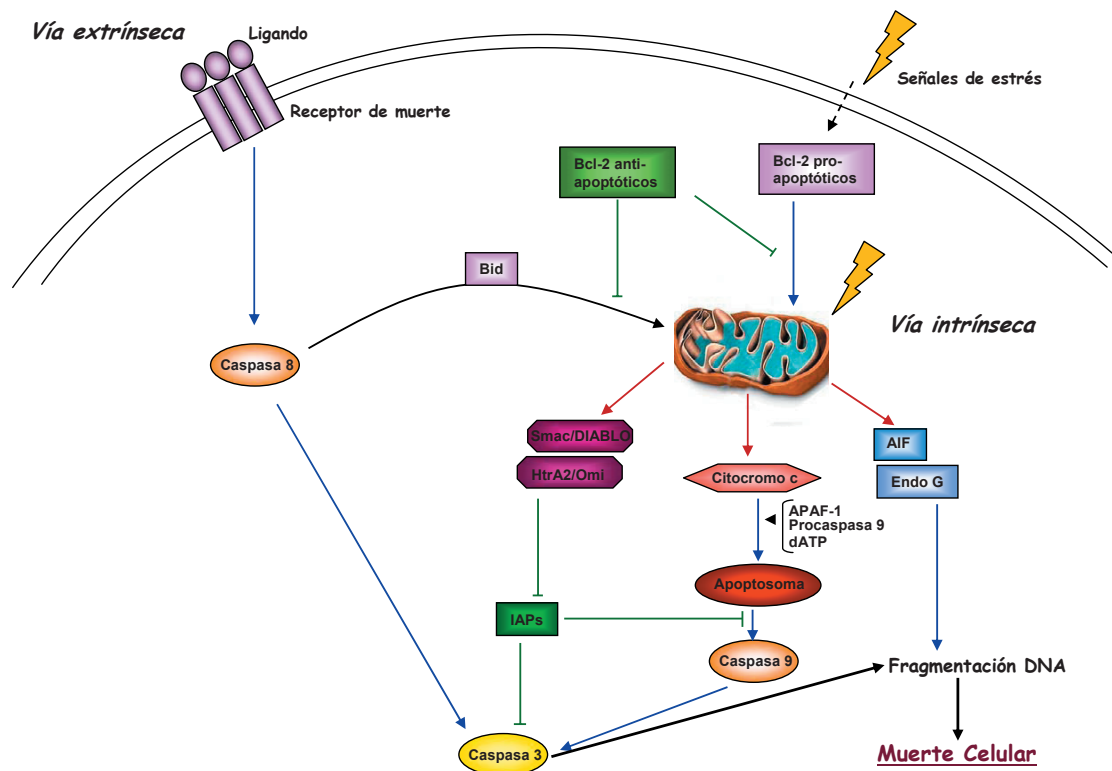 Vía extrínseca
Ligando
Receptor de muerte
Señales de estrés
Bcl-2 anti-
apoptóticos
Bcl-2 pro-
apoptóticos
Bid
Vía intrínseca
Caspasa 8
Smac/DIABLO
HtrA2/Omi
Citocromo c
AIF
Endo G
APAF-1
Procaspasa 9
dATP
Apoptosoma
IAPs
Caspasa 9
Fragmentación DNA
Caspasa 3
Muerte Celular